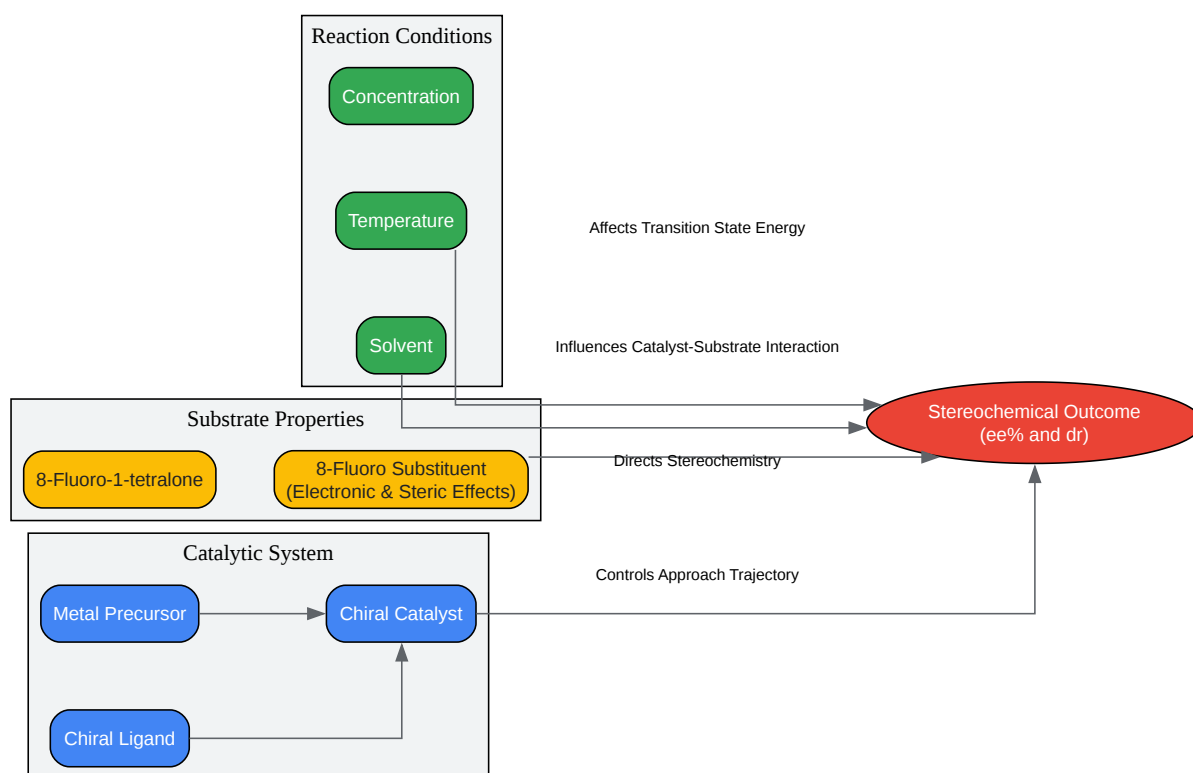 Reaction Conditions
Concentration
Temperature
Affects Transition State Energy
Solvent
Influences Catalyst-Substrate Interaction
Stereochemical Outcome
(ee% and dr)
Substrate Properties
8-Fluoro-1-tetralone
8-Fluoro Substituent
(Electronic & Steric Effects)
Directs Stereochemistry
Catalytic System
Controls Approach Trajectory
Metal Precursor
Chiral Catalyst
Chiral Ligand